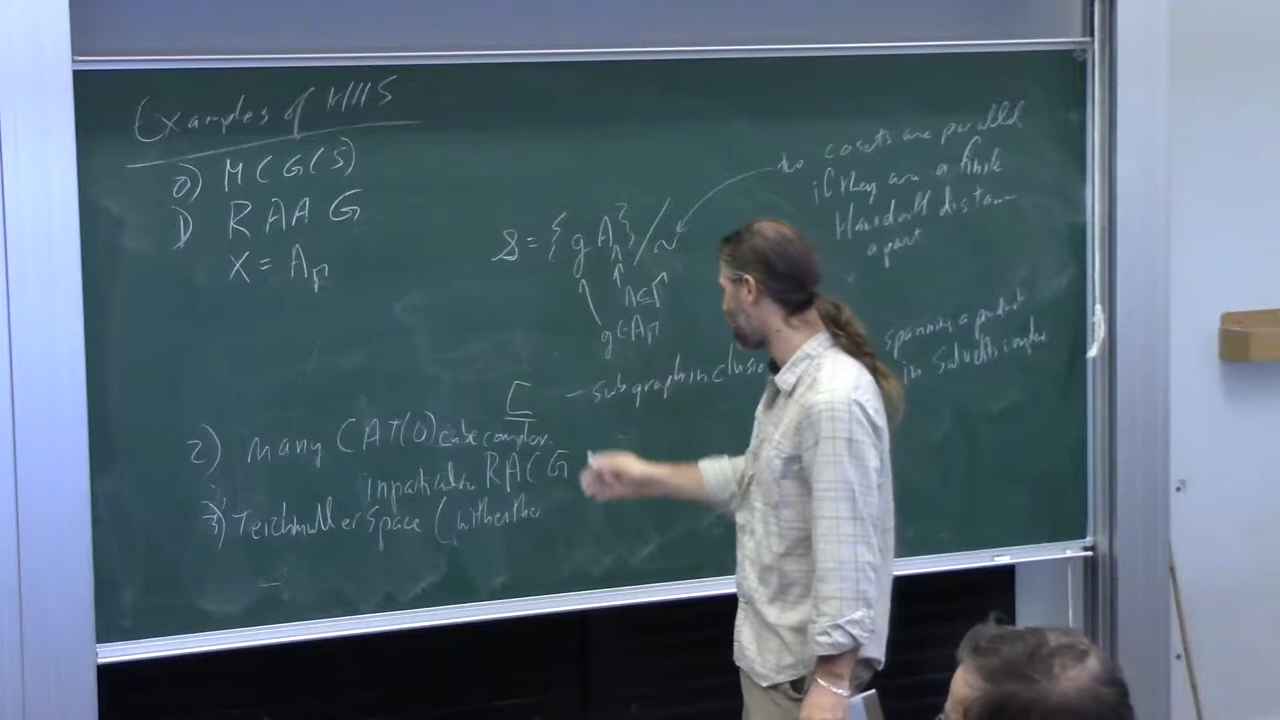 Examples of HHS
0) MCG(S)
1) RAAG
X = A_Γ
𝔖 = { g A_Λ } / ~
Λ ⊆ Γ
g ∈ A_Γ
two cosets are parallel
if they are a finite
Hausdorff distance
apart
⊑ - subgraph inclusion
spanning a product
in Salvetti complex
2) many CAT(0) cube complex.
in particular RACG
3) Teichmuller space ( with either